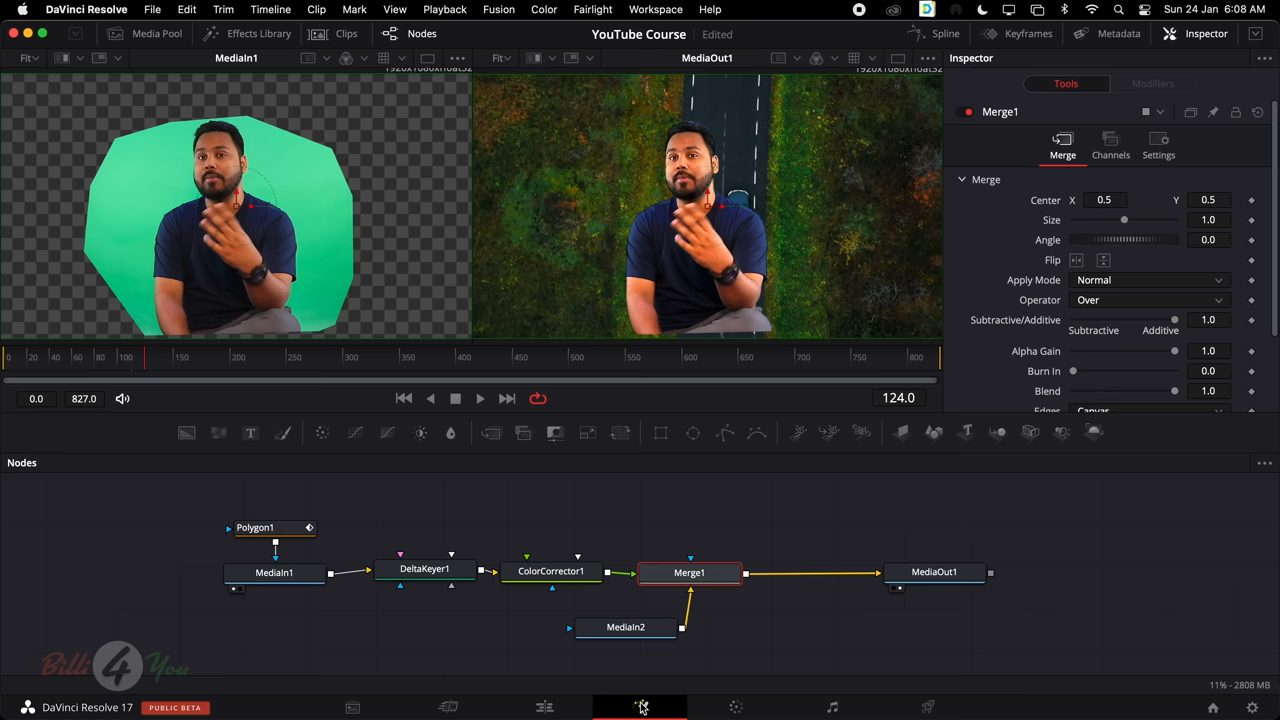 DaVinci Resolve File Edit Trim Timeline Clip Mark View Playback Fusion Color Fairlight Workspace Help Sun 24 Jan 6:08 AM
Media Pool Effects Library Clips Nodes YouTube Course Edited Spline Keyframes Metadata Inspector
Fit MediaIn1 Fit MediaOut1 Inspector
1920x1080xfloat32 1920x1080xfloat32
Tools Modifiers
Merge1
Merge Channels Settings
Merge
Center X 0.5 Y 0.5
Size 1.0
Angle 0.0
Flip
Apply Mode Normal
Operator Over
Subtractive/Additive 1.0
Subtractive Additive
Alpha Gain 1.0
Burn In 0.0
Blend 1.0
Edges Canvas
0 20 40 60 80 100 150 200 250 300 350 400 450 500 550 600 650 700 750 800
0.0 827.0 124.0
T
Nodes
Polygon1
MediaIn1 DeltaKeyer1 ColorCorrector1 Merge1 MediaOut1
MediaIn2
Billi 4 You
11% - 2808 MB
DaVinci Resolve 17 PUBLIC BETA